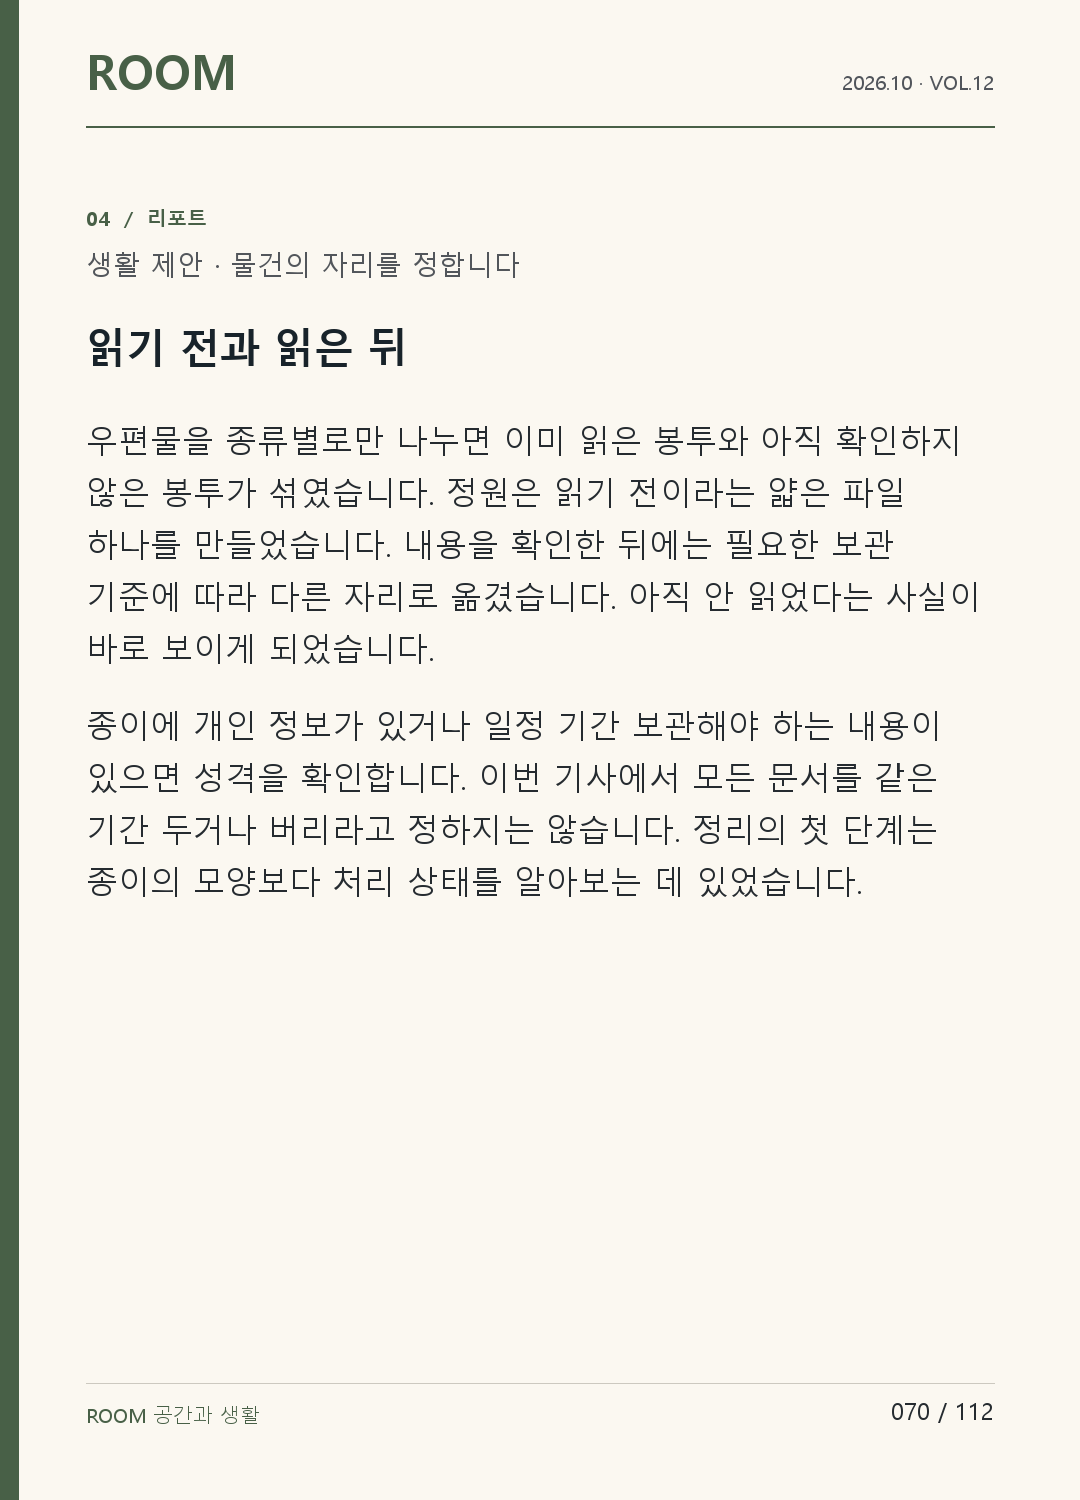 ROOM
2026.10 · VOL.12
04 / 리포트
생활 제안 · 물건의 자리를 정합니다
읽기 전과 읽은 뒤
우편물을 종류별로만 나누면 이미 읽은 봉투와 아직 확인하지
않은 봉투가 섞였습니다. 정원은 읽기 전이라는 얇은 파일
하나를 만들었습니다. 내용을 확인한 뒤에는 필요한 보관
기준에 따라 다른 자리로 옮겼습니다. 아직 안 읽었다는 사실이
바로 보이게 되었습니다.
종이에 개인 정보가 있거나 일정 기간 보관해야 하는 내용이
있으면 성격을 확인합니다. 이번 기사에서 모든 문서를 같은
기간 두거나 버리라고 정하지는 않습니다. 정리의 첫 단계는
종이의 모양보다 처리 상태를 알아보는 데 있었습니다.
ROOM 공간과 생활
070 / 112